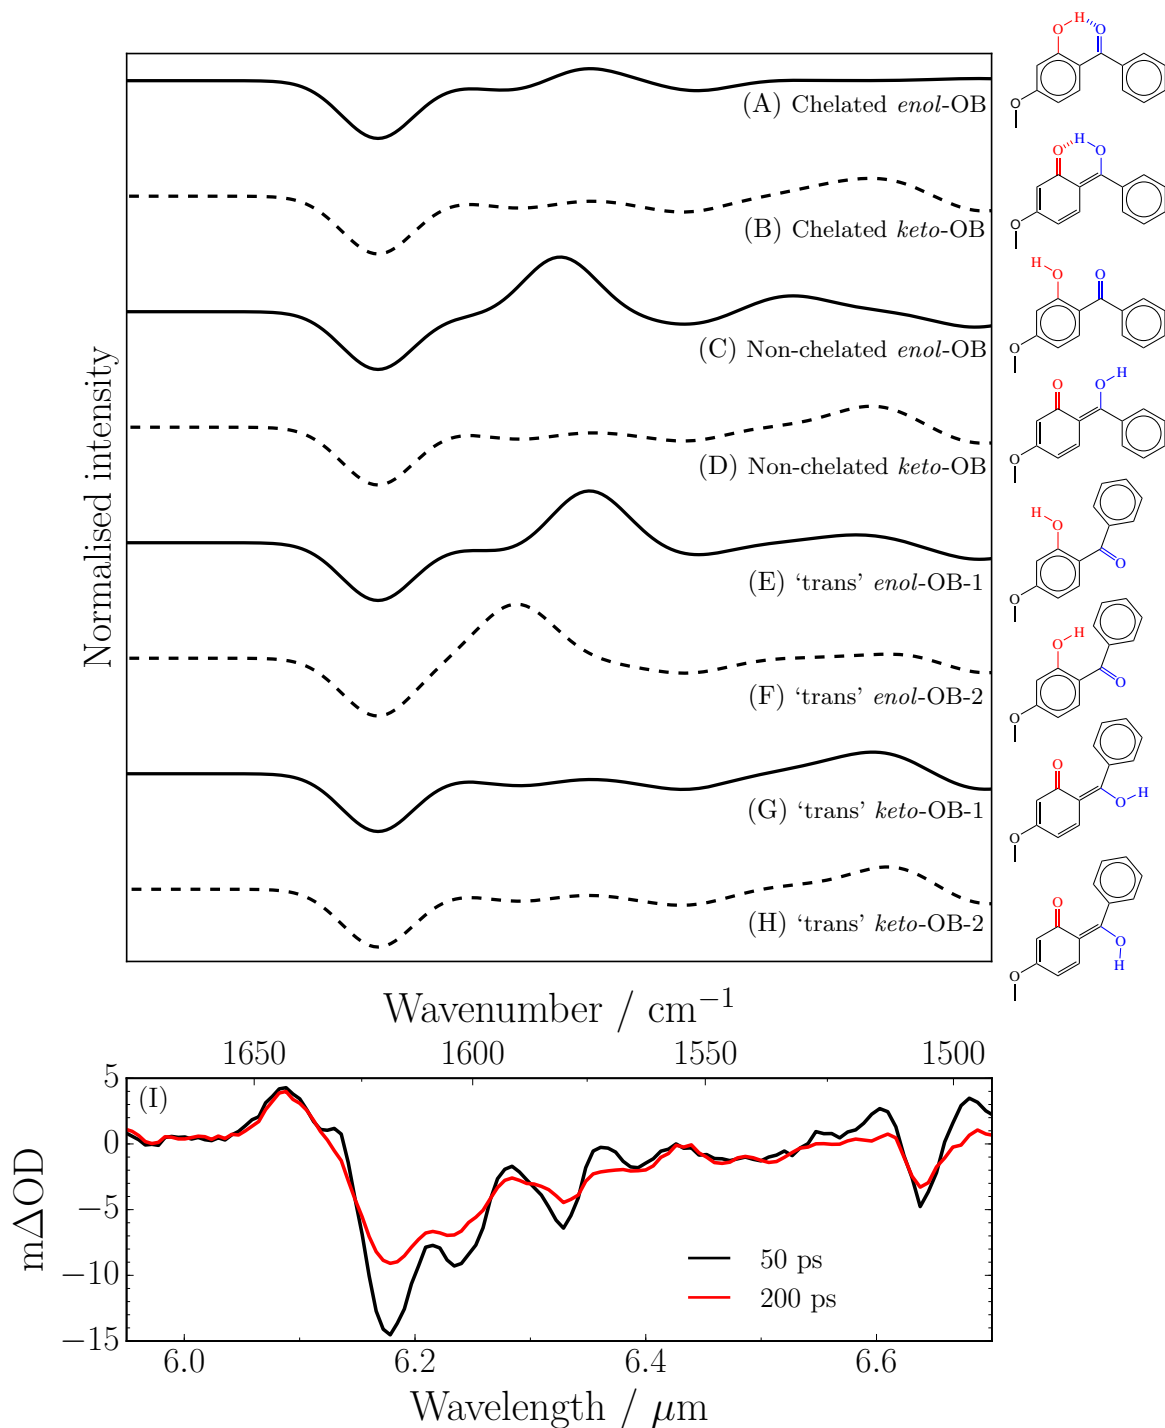 H
O
O
O
(A) Chelated enol-OB
O
H
O
O
(B) Chelated keto-OB
H
O
O
O
(C) Non-chelated enol-OB
O
O
H
O
(D) Non-chelated keto-OB
H
O
O
O
(E) ‘trans’ enol-OB-1
O
H
O
O
(F) ‘trans’ enol-OB-2
O
O
H
O
(G) ‘trans’ keto-OB-1
O
O
H
O
(H) ‘trans’ keto-OB-2
Normalised intensity
Wavenumber / cm−1
1650 1600 1550 1500
(I)
5
0
−5
−10
−15
mΔOD
50 ps
200 ps
6.0 6.2 6.4 6.6
Wavelength / μm